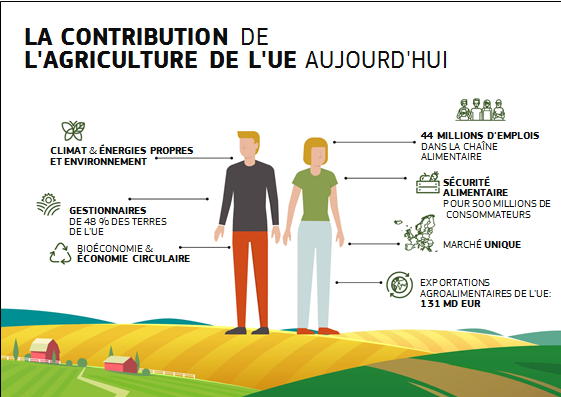 LA CONTRIBUTION DE
L'AGRICULTURE DE L'UE AUJOURD'HUI
CLIMAT & ÉNERGIES PROPRES
ET ENVIRONNEMENT
GESTIONNAIRES
DE 48 % DES TERRES
DE L'UE
BIOÉCONOMIE &
ÉCONOMIE CIRCULAIRE
44 MILLIONS D'EMPLOIS
DANS LA CHAÎNE
ALIMENTAIRE
SÉCURITÉ
ALIMENTAIRE
POUR 500 MILLIONS DE
CONSOMMATEURS
MARCHÉ UNIQUE
EXPORTATIONS
AGROALIMENTAIRES DE L'UE:
131 MD EUR